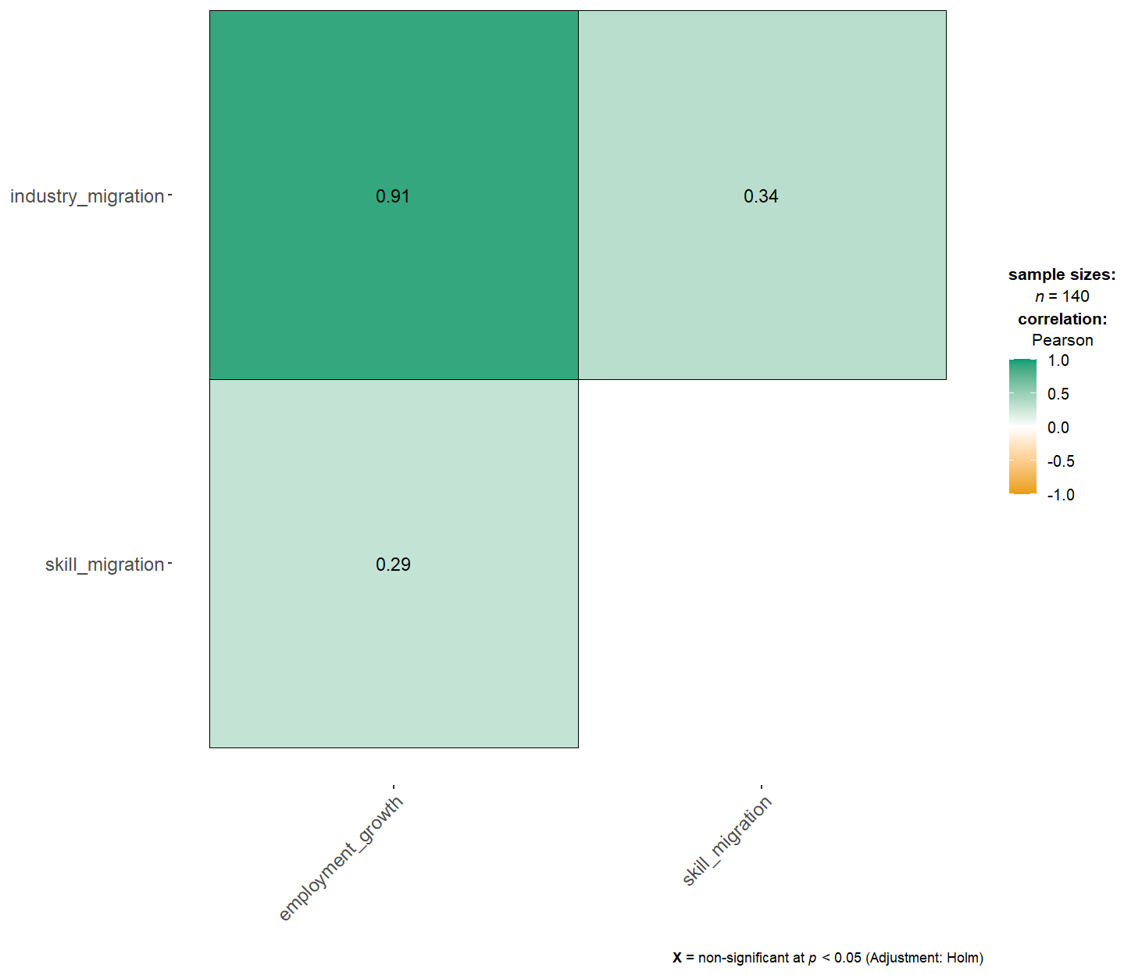 industry_migration
0.91
0.34
skill_migration
0.29
employment_growth
skill_migration
sample sizes:
n = 140
correlation:
Pearson
1.0
0.5
0.0
-0.5
-1.0
X = non-significant at p < 0.05 (Adjustment: Holm)